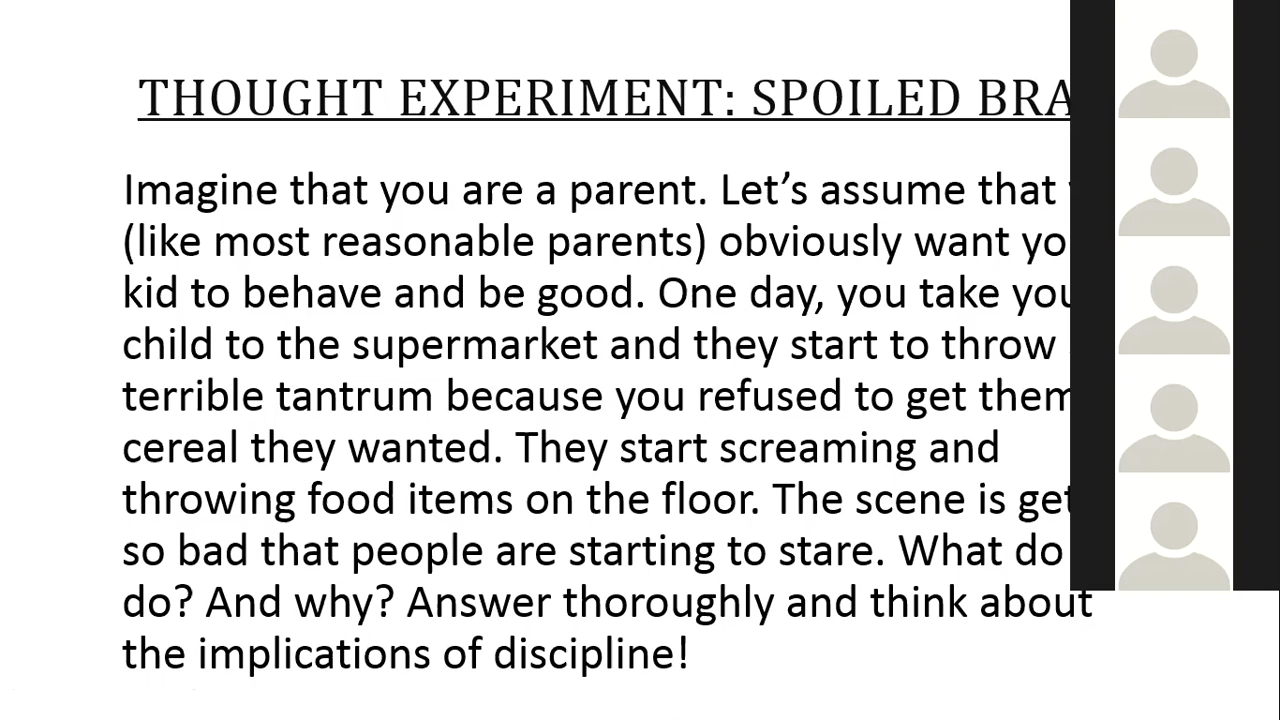 THOUGHT EXPERIMENT: SPOILED BRA
Imagine that you are a parent. Let’s assume that
(like most reasonable parents) obviously want yo
kid to behave and be good. One day, you take you
child to the supermarket and they start to throw
terrible tantrum because you refused to get them
cereal they wanted. They start screaming and
throwing food items on the floor. The scene is get
so bad that people are starting to stare. What do
do? And why? Answer thoroughly and think about
the implications of discipline!